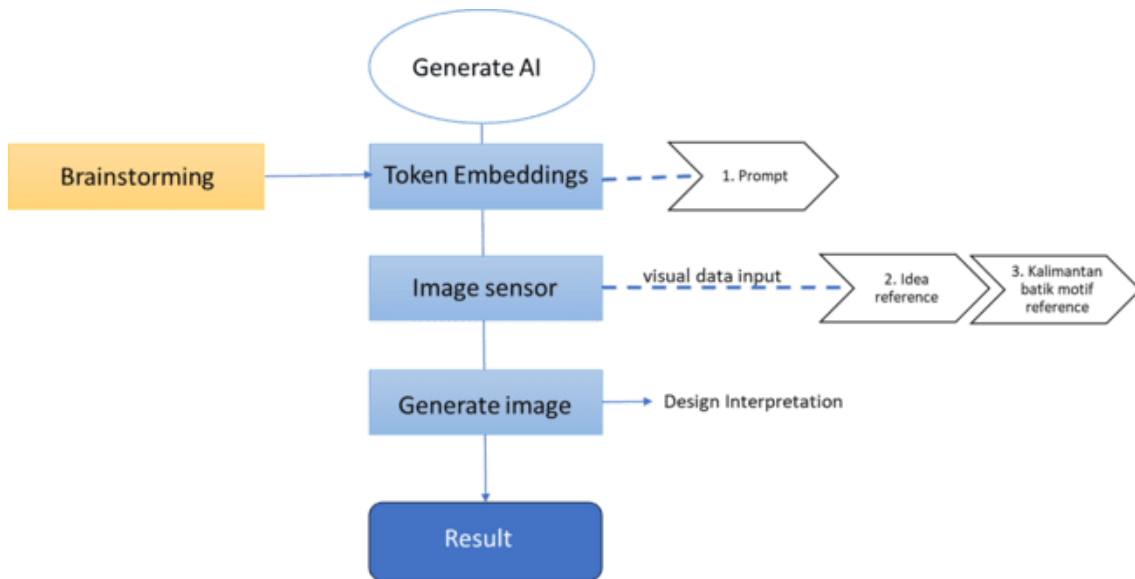 Generate AI
Brainstorming
Token Embeddings
1. Prompt
Image sensor
visual data input
2. Idea
reference
3. Kalimantan
batik motif
reference
Generate image
Design Interpretation
Result